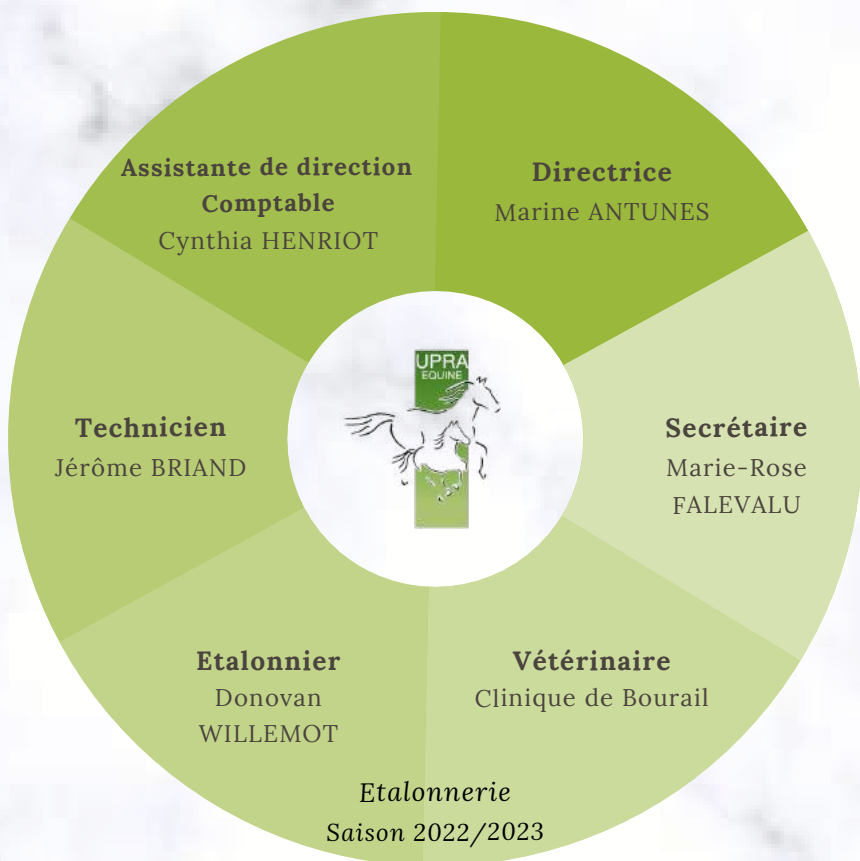 Assistante de direction
Comptable
Cynthia HENRIOT
Directrice
Marine ANTUNES
UPRA
EQUINE
Technicien
Jérôme BRIAND
Secrétaire
Marie-Rose
FALEVALU
Etalonnier
Donovan
WILLEMOT
Vétérinaire
Clinique de Bourail
Etalonnerie
Saison 2022/2023